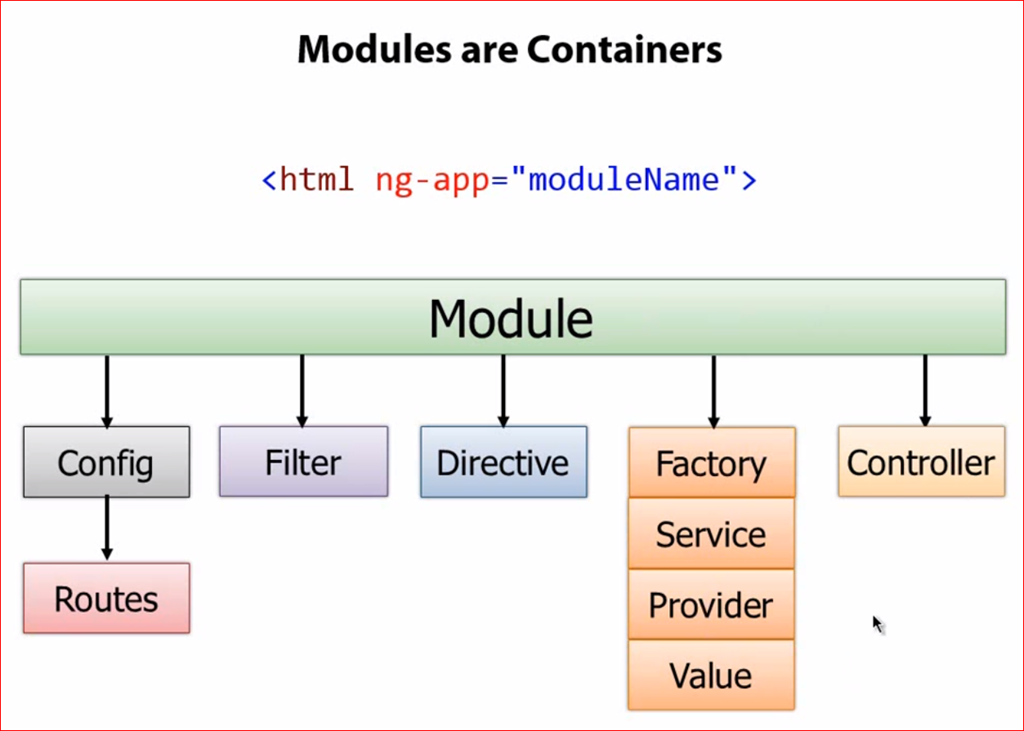 Modules are Containers
<html ng-app="moduleName">
Module
Config
Filter
Directive
Factory
Controller
Service
Routes
Provider
Value